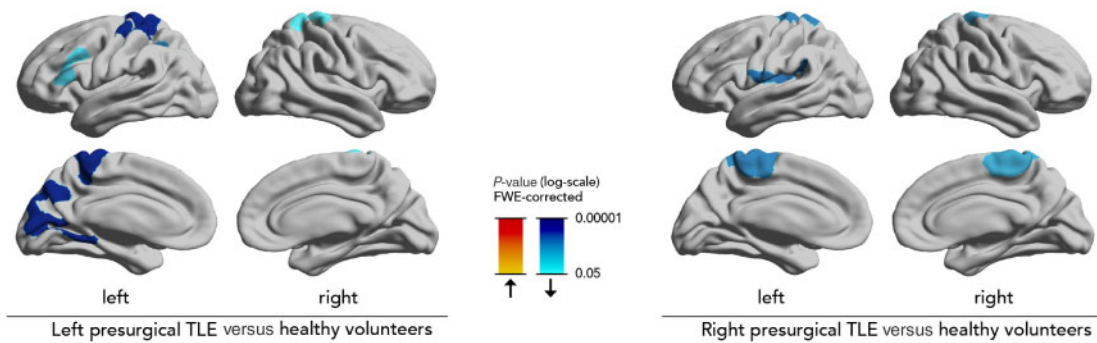 P-value (log-scale)
FWE-corrected
0.00001
0.05
left right
Left presurgical TLE versus healthy volunteers
left right
Right presurgical TLE versus healthy volunteers